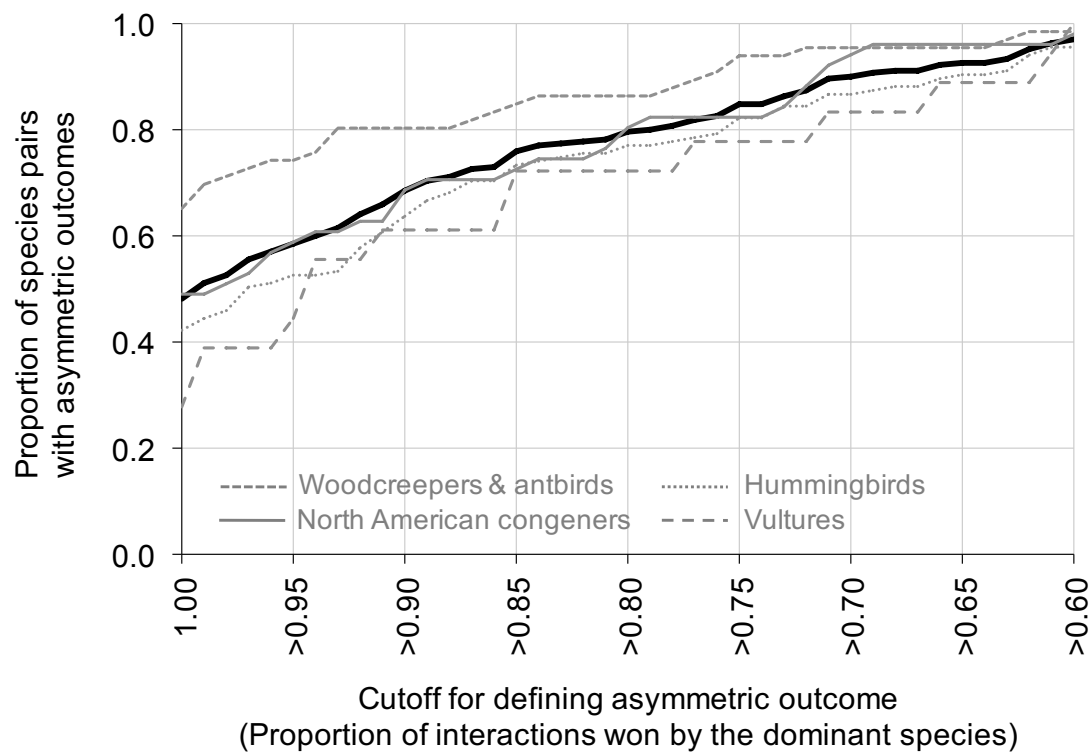 Proportion of species pairs
with asymmetric outcomes
1.0
0.8
0.6
0.4
0.2
0.0
Woodcreepers & antbirds
Hummingbirds
North American congeners
Vultures
1.00
>0.95
>0.90
>0.85
>0.80
>0.75
>0.70
>0.65
>0.60
Cutoff for defining asymmetric outcome
(Proportion of interactions won by the dominant species)